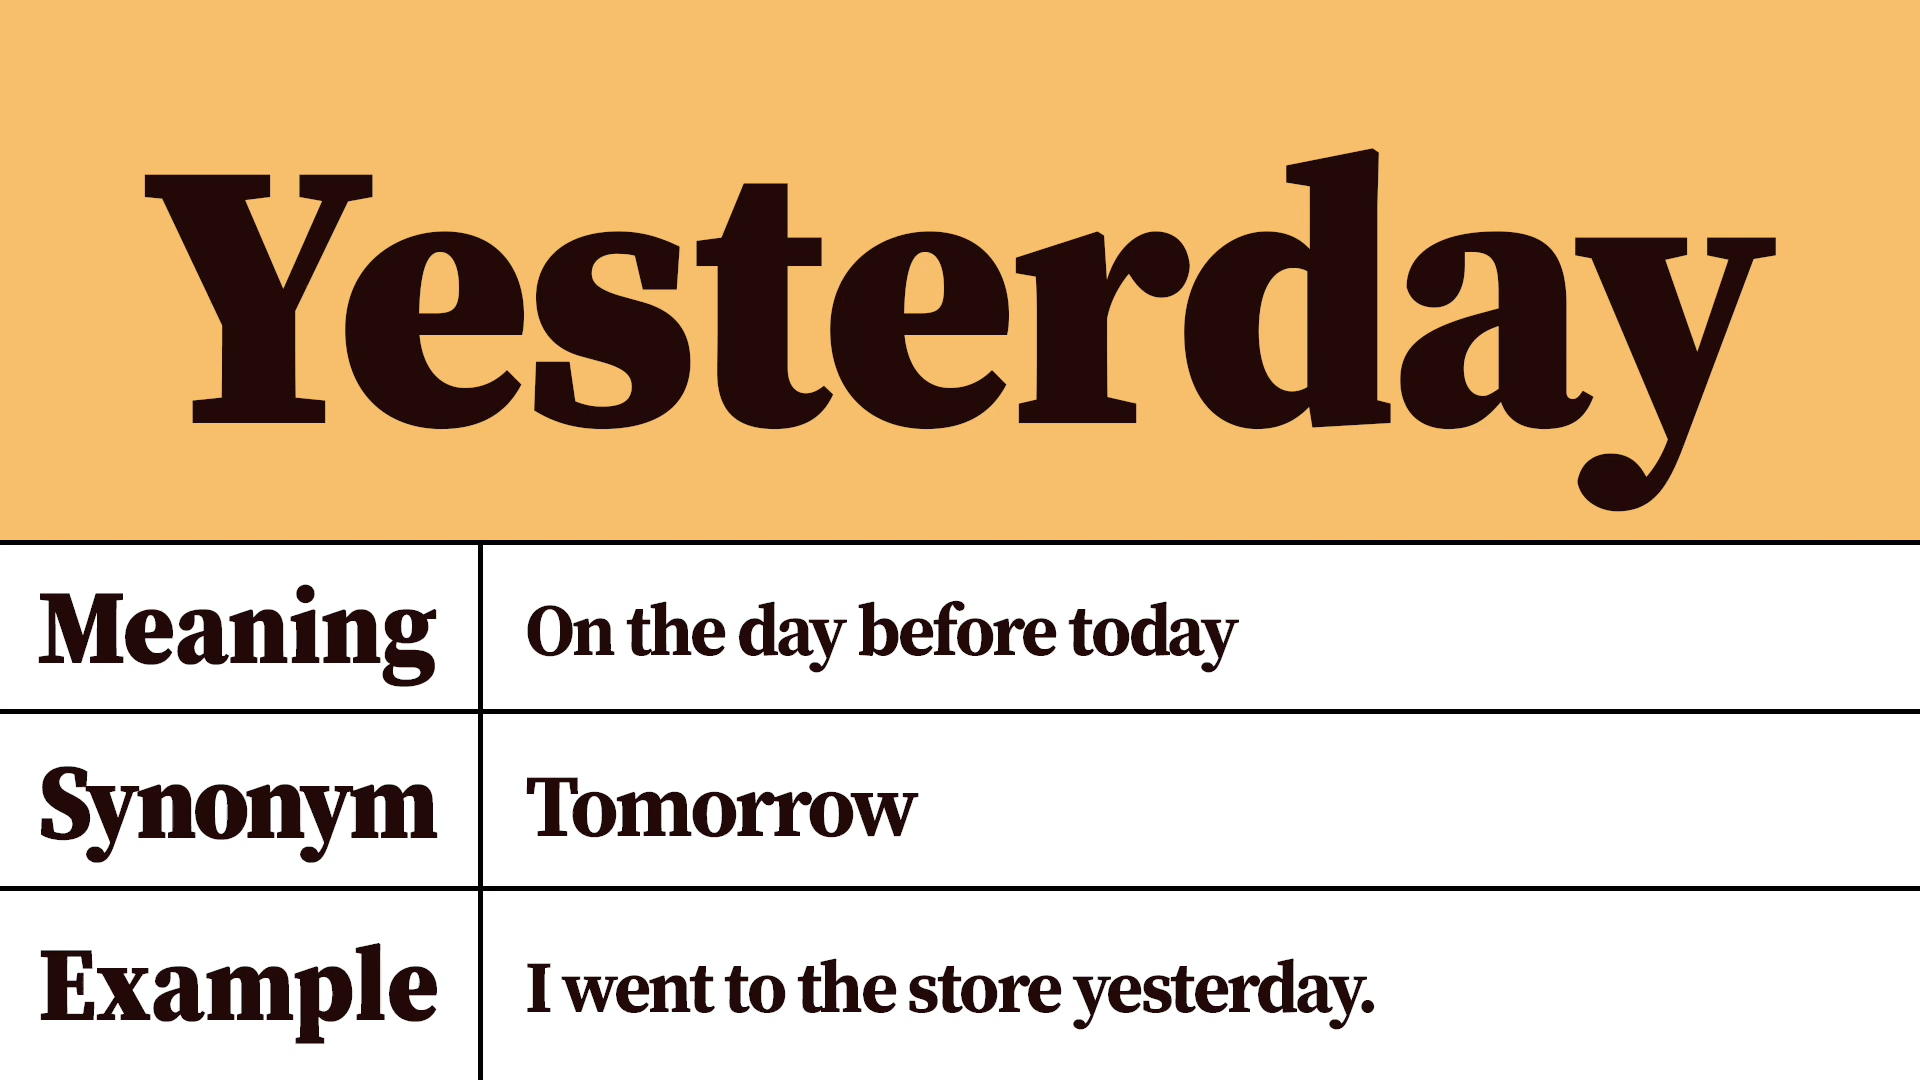 Yesterday
Meaning On the day before today
Synonym Tomorrow
Example I went to the store yesterday.